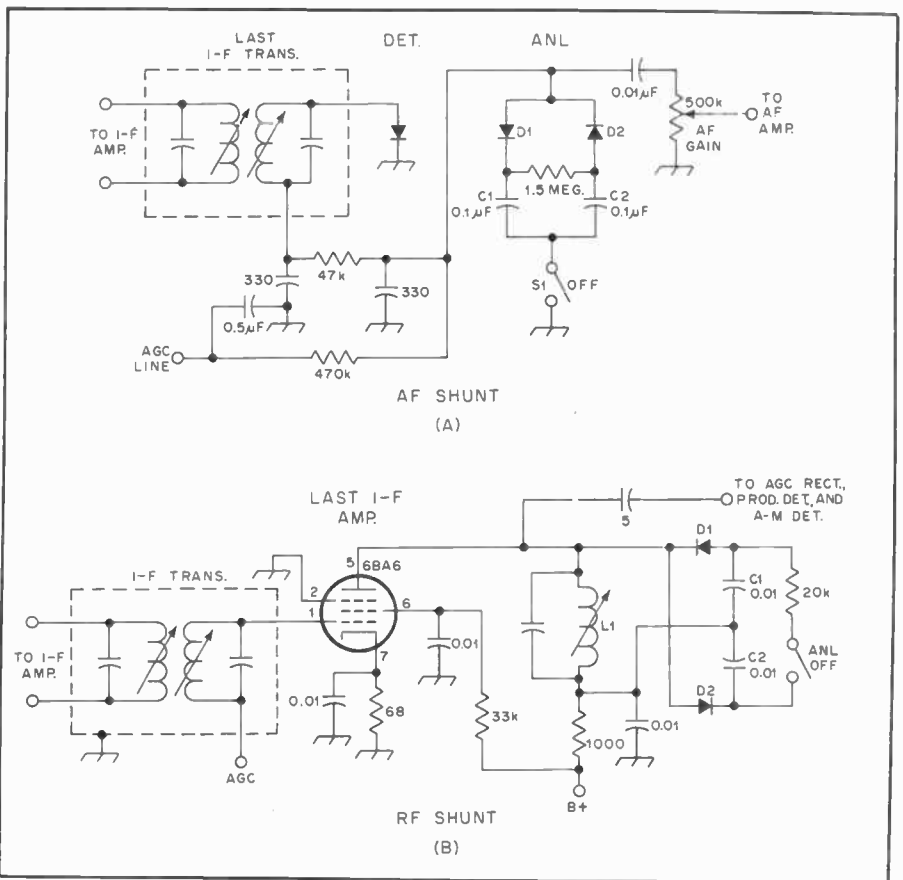 LAST
I-F TRANS.
DET.
ANL
TO I-F
AMP.
0.01µF
500k
TO
AF
AMP.
AF
GAIN
D1
D2
1.5 MEG.
C1
0.1µF
C2
0.1µF
47k
330
330
0.5µF
S1
OFF
AGC
LINE
470k
AF SHUNT
(A)
LAST I-F
AMP.
TO AGC RECT.,
PROD. DET., AND
A-M DET.
5
5
6BA6
D1
I-F TRANS.
2
1
6
7
C1
0.01
20k
L1
TO I-F
AMP.
0.01
C2
0.01
ANL
OFF
0.01
68
33k
D2
0.01
1000
AGC
B+
RF SHUNT
(B)